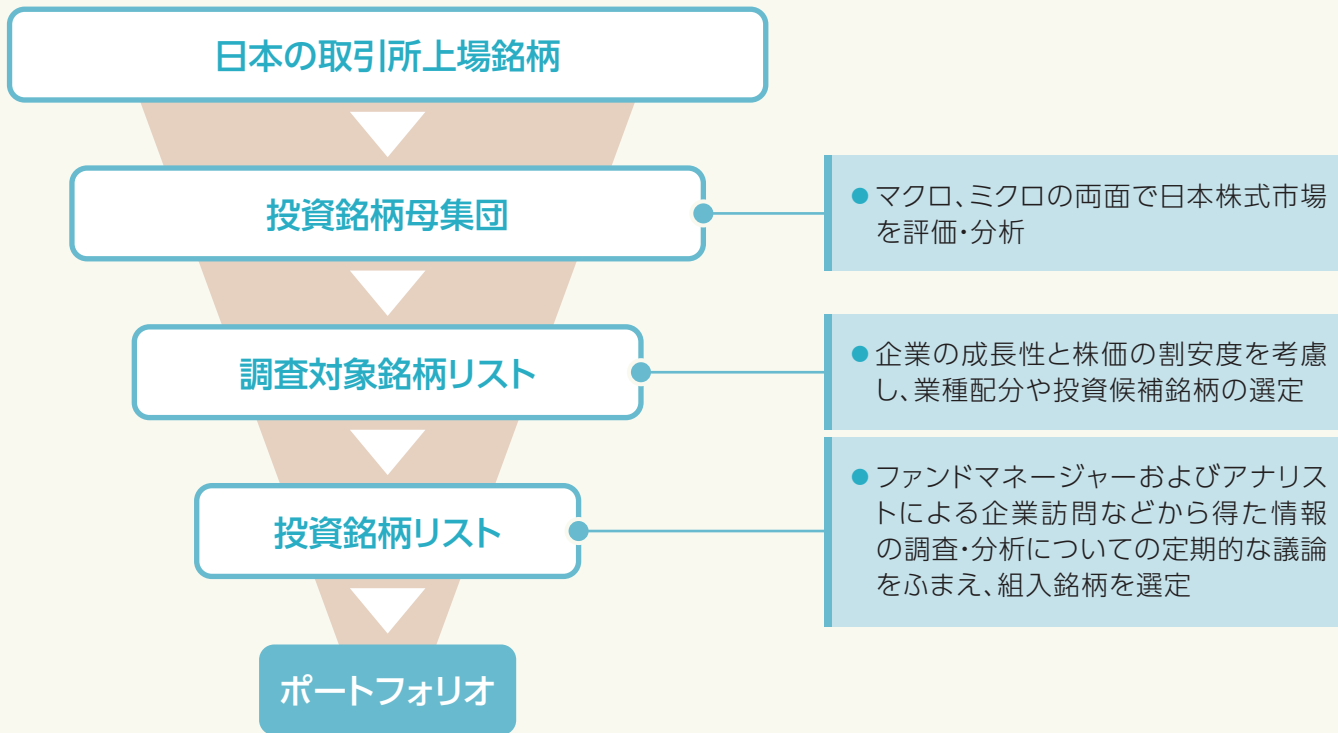 日本の取引所上場銘柄
投資銘柄母集団
●マクロ、ミクロの両面で日本株式市場
を評価・分析
調査対象銘柄リスト
●企業の成長性と株価の割安度を考慮
し、業種配分や投資候補銘柄の選定
投資銘柄リスト
●ファンドマネージャーおよびアナリス
トによる企業訪問などから得た情報
の調査・分析についての定期的な議論
をふまえ、組入銘柄を選定
ポートフォリオ